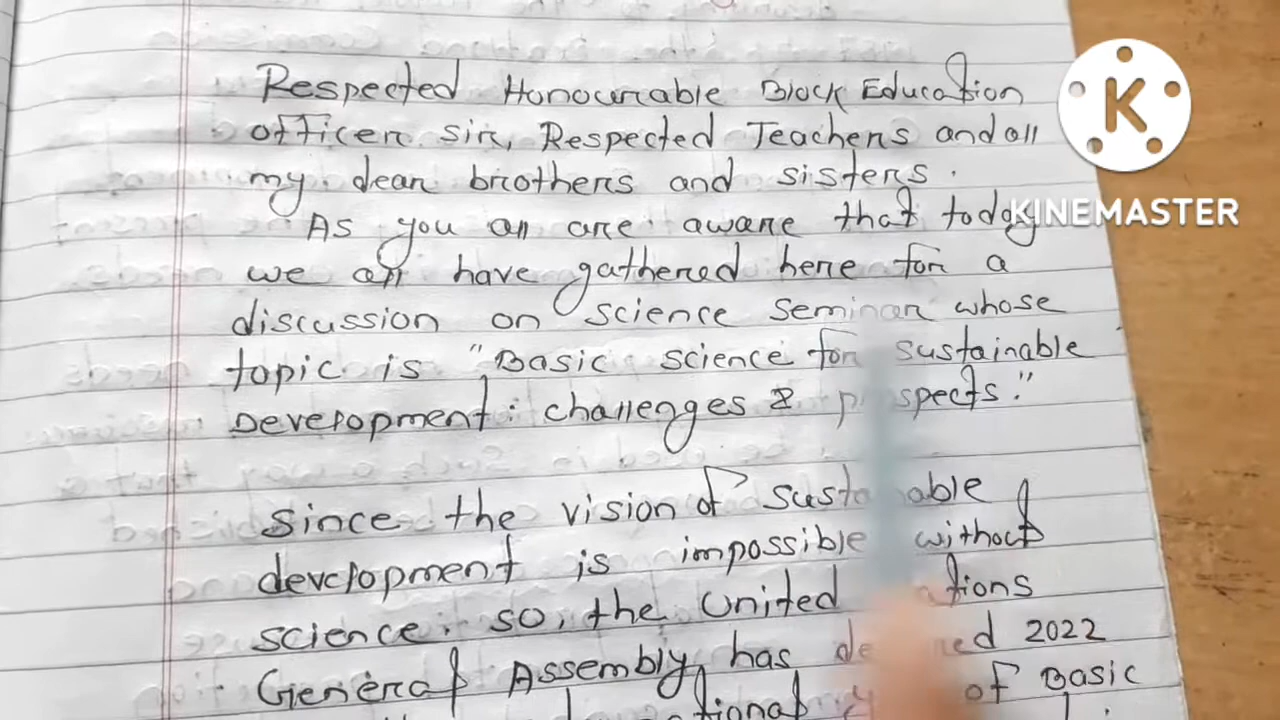 Respected Honourable Block Education
officer sir, Respected Teachers and all
my dear brothers and sisters.
As you all are aware that today
we all have gathered here for a
discussion on science seminar whose
topic is "Basic science for sustainable
Development: challenges & prospects."
since the vision of sustainable
development is impossible without
science. so, the United Nations
General Assembly has declared 2022
of Basic
K
KINEMASTER